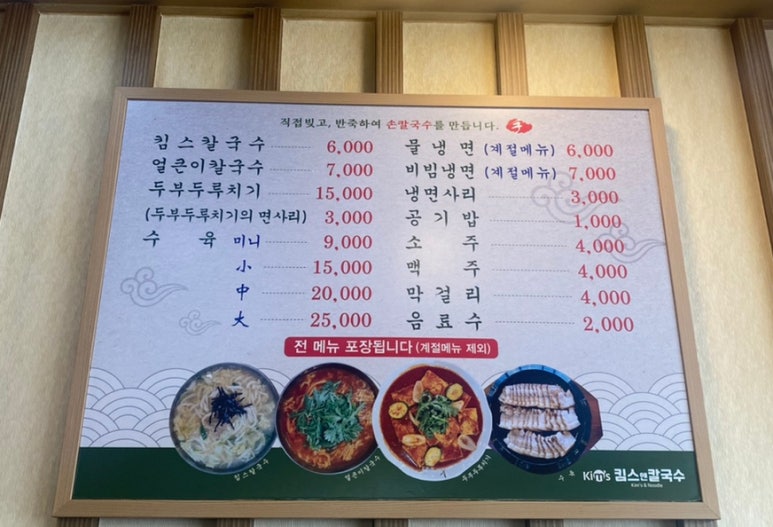 직접빚고, 반죽하여 손칼국수를 만듭니다.
킴스칼국수 6,000
얼큰이칼국수 7,000
두부두루치기 15,000
(두부두루치기의 면사리) 3,000
수 육 미니 9,000
小 15,000
中 20,000
大 25,000
물냉면 (계절메뉴) 6,000
비빔냉면 (계절메뉴) 7,000
냉면사리 3,000
공기밥 1,000
소 주 4,000
맥 주 4,000
막걸리 4,000
음료수 2,000
전 메뉴 포장됩니다 (계절메뉴 제외)
킴스칼국수
얼큰이칼국수
두부두루치기
수육
Kim's 킴스앤칼국수
Kim's & Noodle